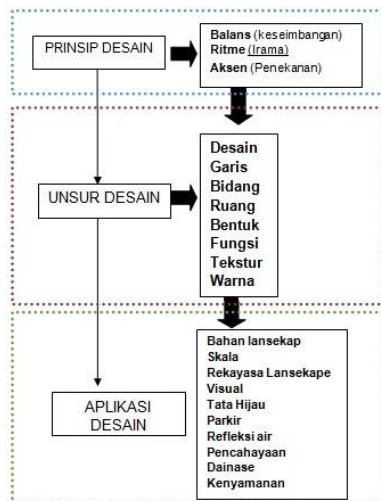 PRINSIP DESAIN
Balans (keseimbangan)
Ritme (Irama)
Aksen (Penekanan)
UNSUR DESAIN
Desain
Garis
Bidang
Ruang
Bentuk
Fungsi
Tekstur
Warna
APLIKASI
DESAIN
Bahan lansekap
Skala
Rekayasa Lansekape
Visual
Tata Hijau
Parkir
Refleksi air
Pencahayaan
Dainase
Kenyamanan